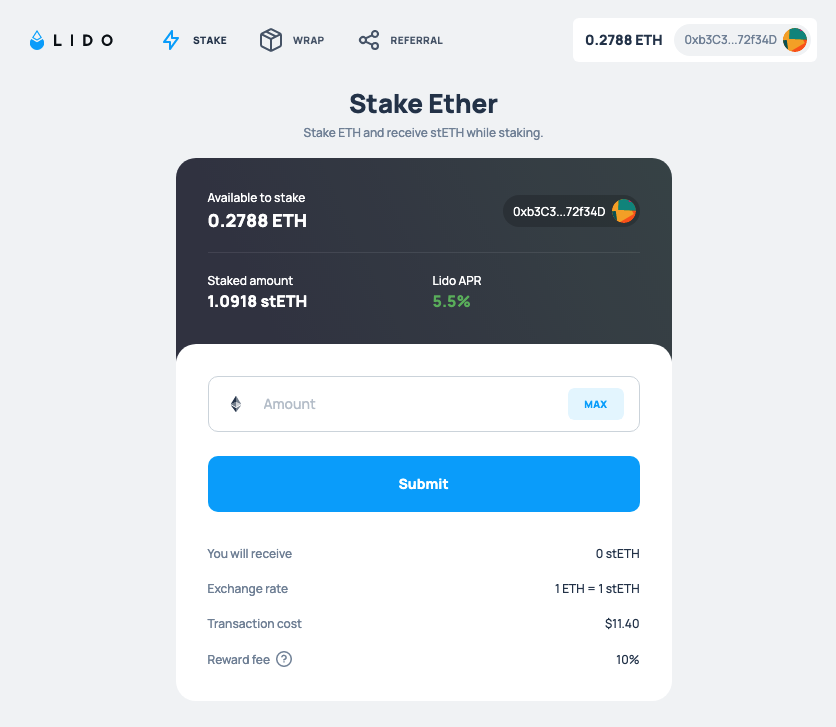 LIDO STAKE WRAP REFERRAL 0.2788 ETH 0xb3C3...72f34D
Stake Ether
Stake ETH and receive stETH while staking.
Available to stake
0.2788 ETH
0xb3C3...72f34D
Staked amount
1.0918 stETH
Lido APR
5.5%
Amount
MAX
Submit
You will receive 0 stETH
Exchange rate 1 ETH = 1 stETH
Transaction cost $11.40
Reward fee ? 10%